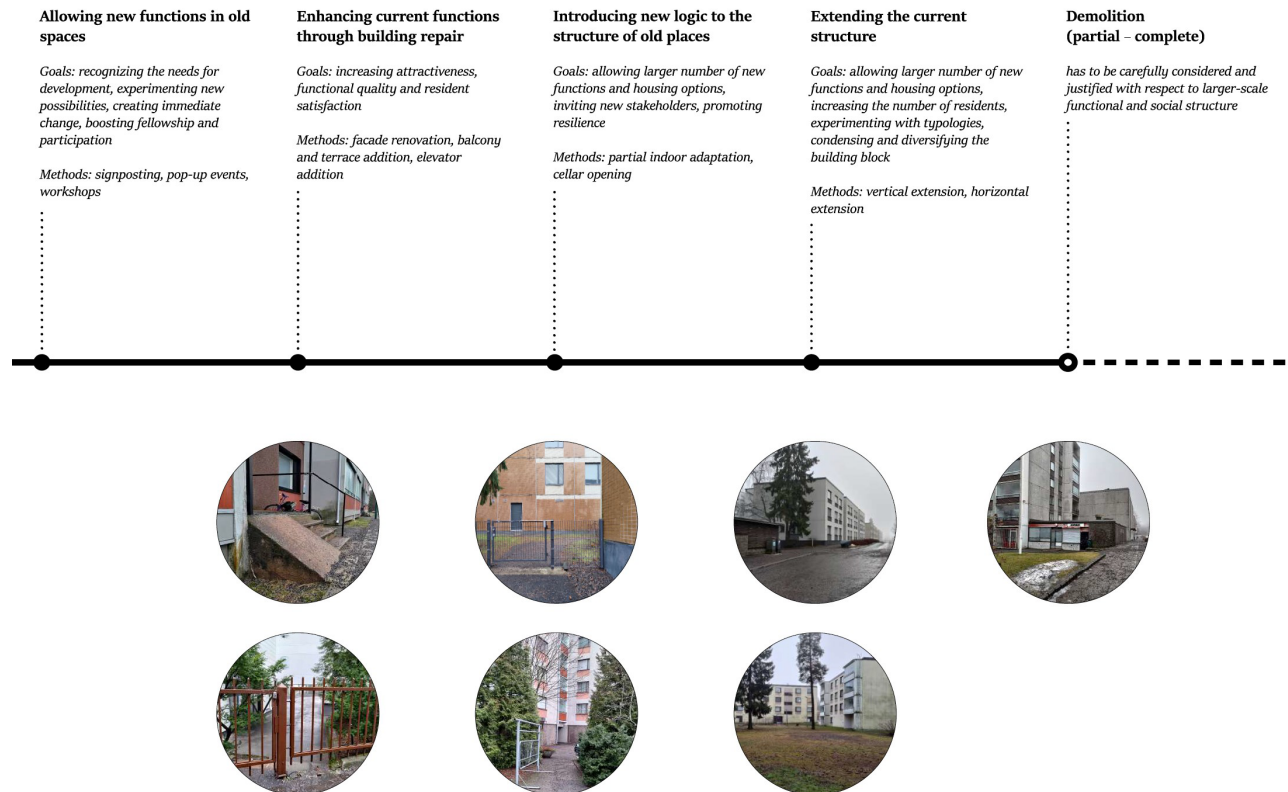 Allowing new functions in old
spaces
Goals: recognizing the needs for
development, experimenting new
possibilities, creating immediate
change, boosting fellowship and
participation
Methods: signposting, pop-up events,
workshops
Enhancing current functions
through building repair
Goals: increasing attractiveness,
functional quality and resident
satisfaction
Methods: facade renovation, balcony
and terrace addition, elevator
addition
Introducing new logic to the
structure of old places
Goals: allowing larger number of new
functions and housing options,
inviting new stakeholders, promoting
resilience
Methods: partial indoor adaptation,
cellar opening
Extending the current
structure
Goals: allowing larger number of new
functions and housing options,
increasing the number of residents,
experimenting with typologies,
condensing and diversifying the
building block
Methods: vertical extension, horizontal
extension
Demolition
(partial – complete)
has to be carefully considered and
justified with respect to larger-scale
functional and social structure